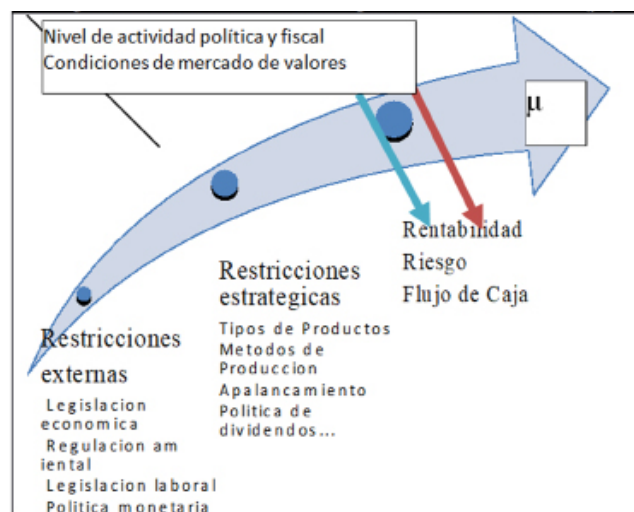 Nivel de actividad política y fiscal
Condiciones de mercado de valores
μ
Rentabilidad
Riesgo
Flujo de Caja
Restricciones
estrategicas
Tipos de Productos
Metodos de
Produccion
Apalancamiento
Politica de
dividendos...
Restricciones
externas
Legislacion
economica
Regulacion am
iental
Legislacion laboral
Politica monetaria